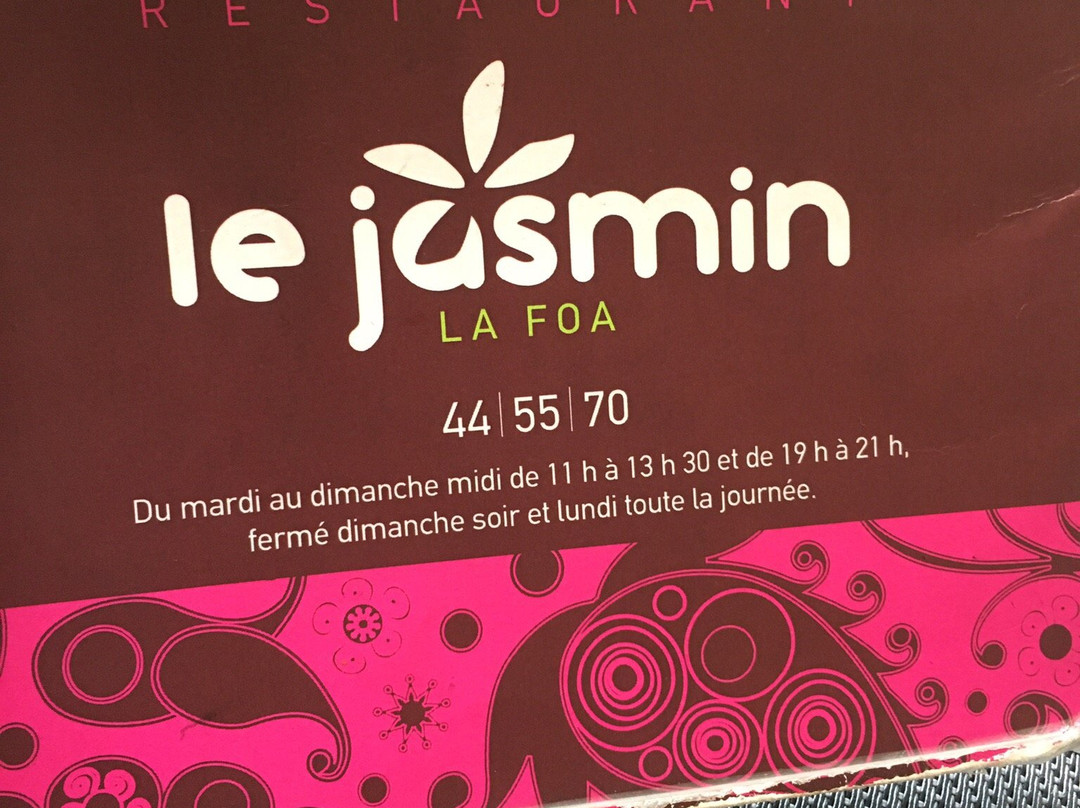 RESTAURANT
le jasmin
LA FOA
44|55|70
Du mardi au dimanche midi de 11 h à 13 h 30 et de 19 h à 21 h,
fermé dimanche soir et lundi toute la journée.